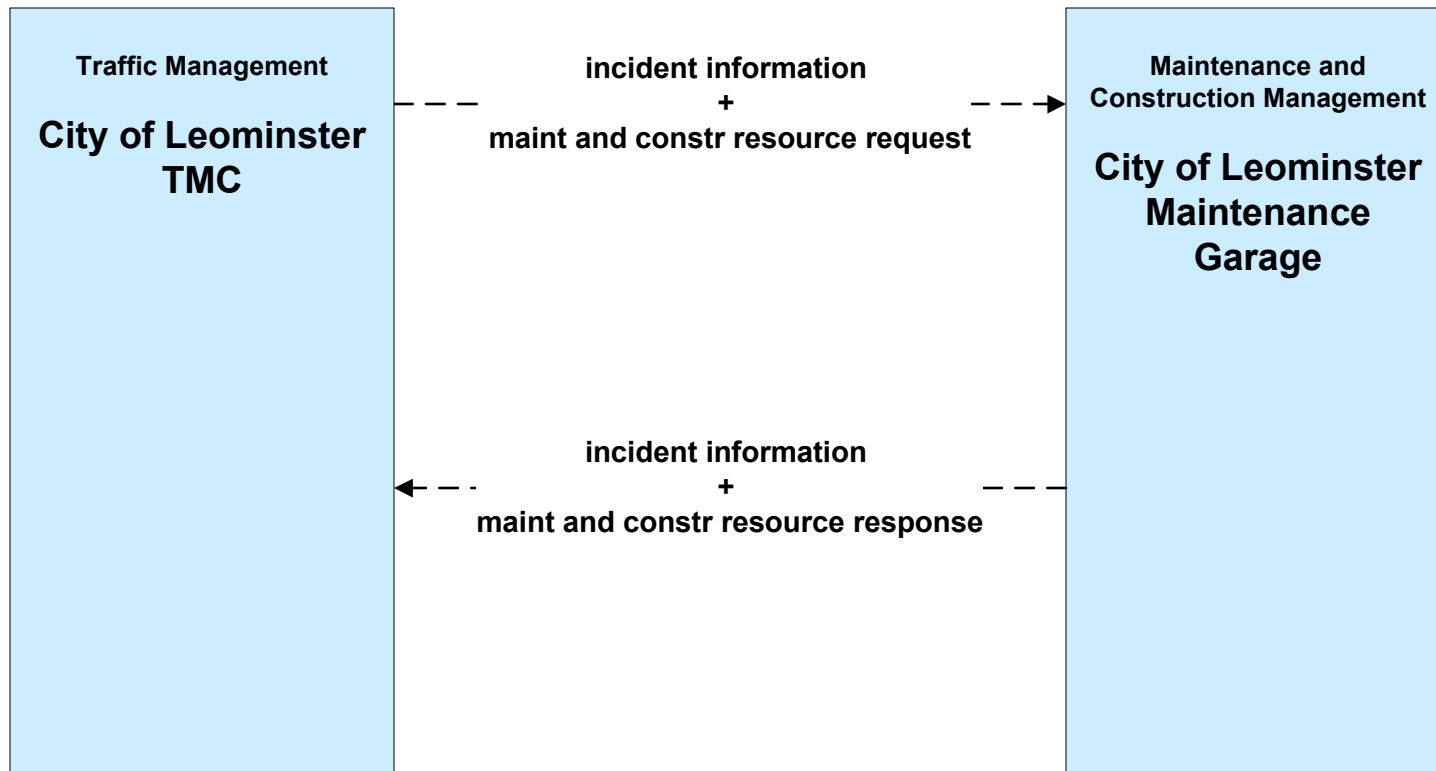 Traffic Management
City of Leominster
TMC
incident information
+
maint and constr resource request
Maintenance and
Construction Management
City of Leominster
Maintenance
Garage
incident information
+
maint and constr resource response